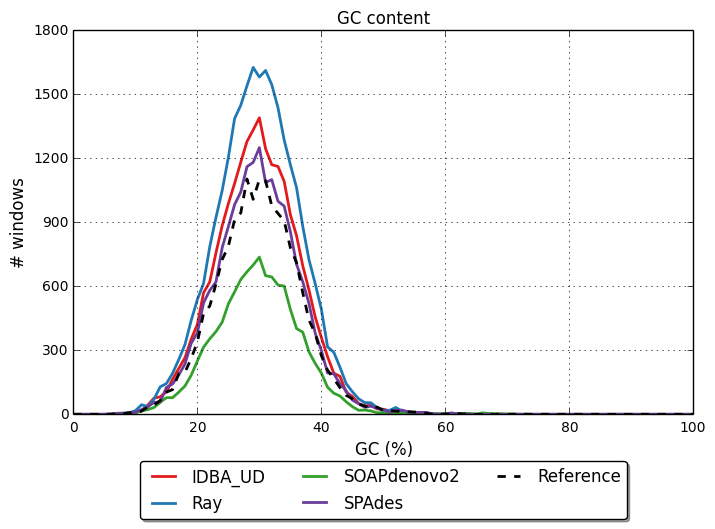 GC content
1800
1500
1200
900
600
300
0
# windows
0 20 40 60 80 100
GC (%)
IDBA_UD SOAPdenovo2 Reference
Ray SPAdes